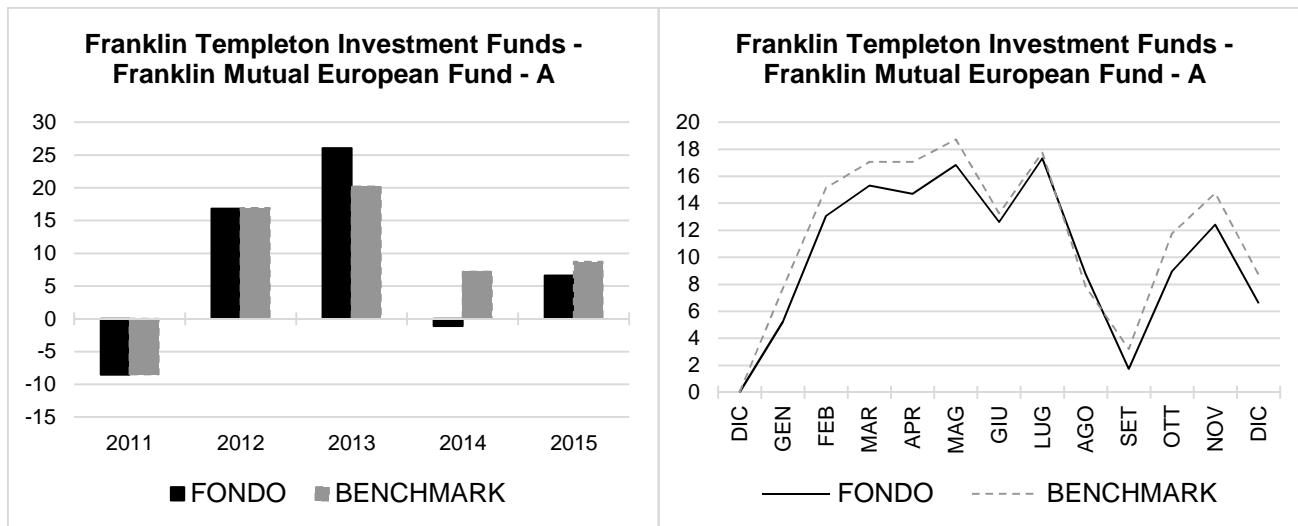 Franklin Templeton Investment Funds -
Franklin Mutual European Fund - A
30
25
20
15
10
5
0
-5
-10
-15
2011 2012 2013 2014 2015
FONDO BENCHMARK
Franklin Templeton Investment Funds -
Franklin Mutual European Fund - A
20
18
16
14
12
10
8
6
4
2
0
DIC GEN FEB MAR APR MAG GIU LUG AGO SET OTT NOV DIC
FONDO BENCHMARK